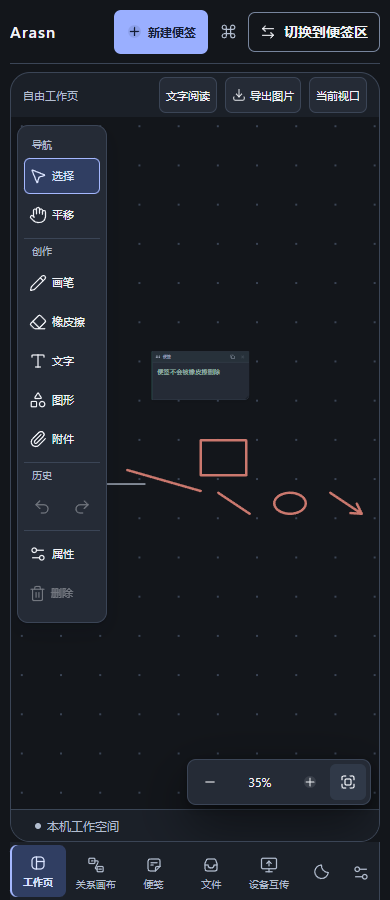 Arasn
新建便签
切换到便签区
自由工作页
文字阅读
导出图片
当前视口
导航
选择
平移
创作
画笔
橡皮擦
文字
图形
附件
历史
属性
删除
便签不会被橡皮擦删除
35%
本机工作空间
工作页
关系画布
便笺
文件
设备互传